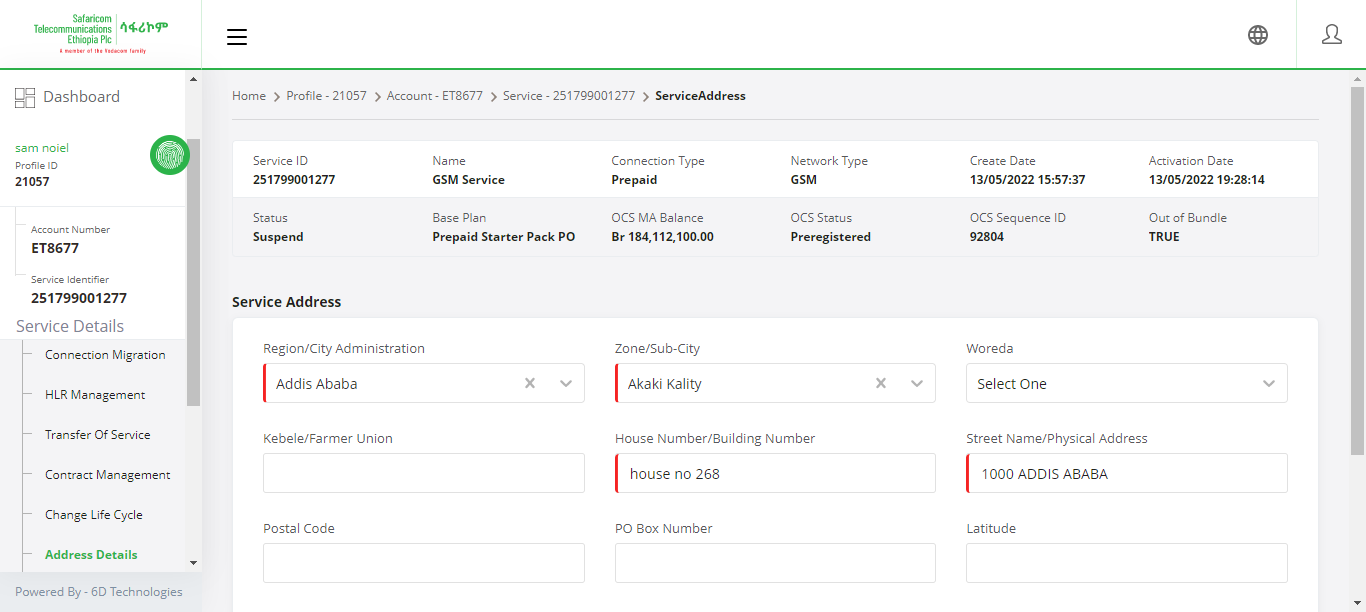 Safaricom
Telecommunications
Ethiopia Plc
ሳፋሪኮም
A member of the Vodacom family
Dashboard
sam noiel
Profile ID
21057
Account Number
ET8677
Service Identifier
251799001277
Service Details
Connection Migration
HLR Management
Transfer Of Service
Contract Management
Change Life Cycle
Address Details
Powered By - 6D Technologies
Home > Profile - 21057 > Account - ET8677 > Service - 251799001277 > ServiceAddress
Service ID Name Connection Type Network Type Create Date Activation Date
251799001277 GSM Service Prepaid GSM 13/05/2022 15:57:37 13/05/2022 19:28:14
Status Base Plan OCS MA Balance OCS Status OCS Sequence ID Out of Bundle
Suspend Prepaid Starter Pack PO Br 184,112,100.00 Preregistered 92804 TRUE
Service Address
Region/City Administration Zone/Sub-City Woreda
Addis Ababa Akaki Kality Select One
Kebele/Farmer Union House Number/Building Number Street Name/Physical Address
house no 268 1000 ADDIS ABABA
Postal Code PO Box Number Latitude